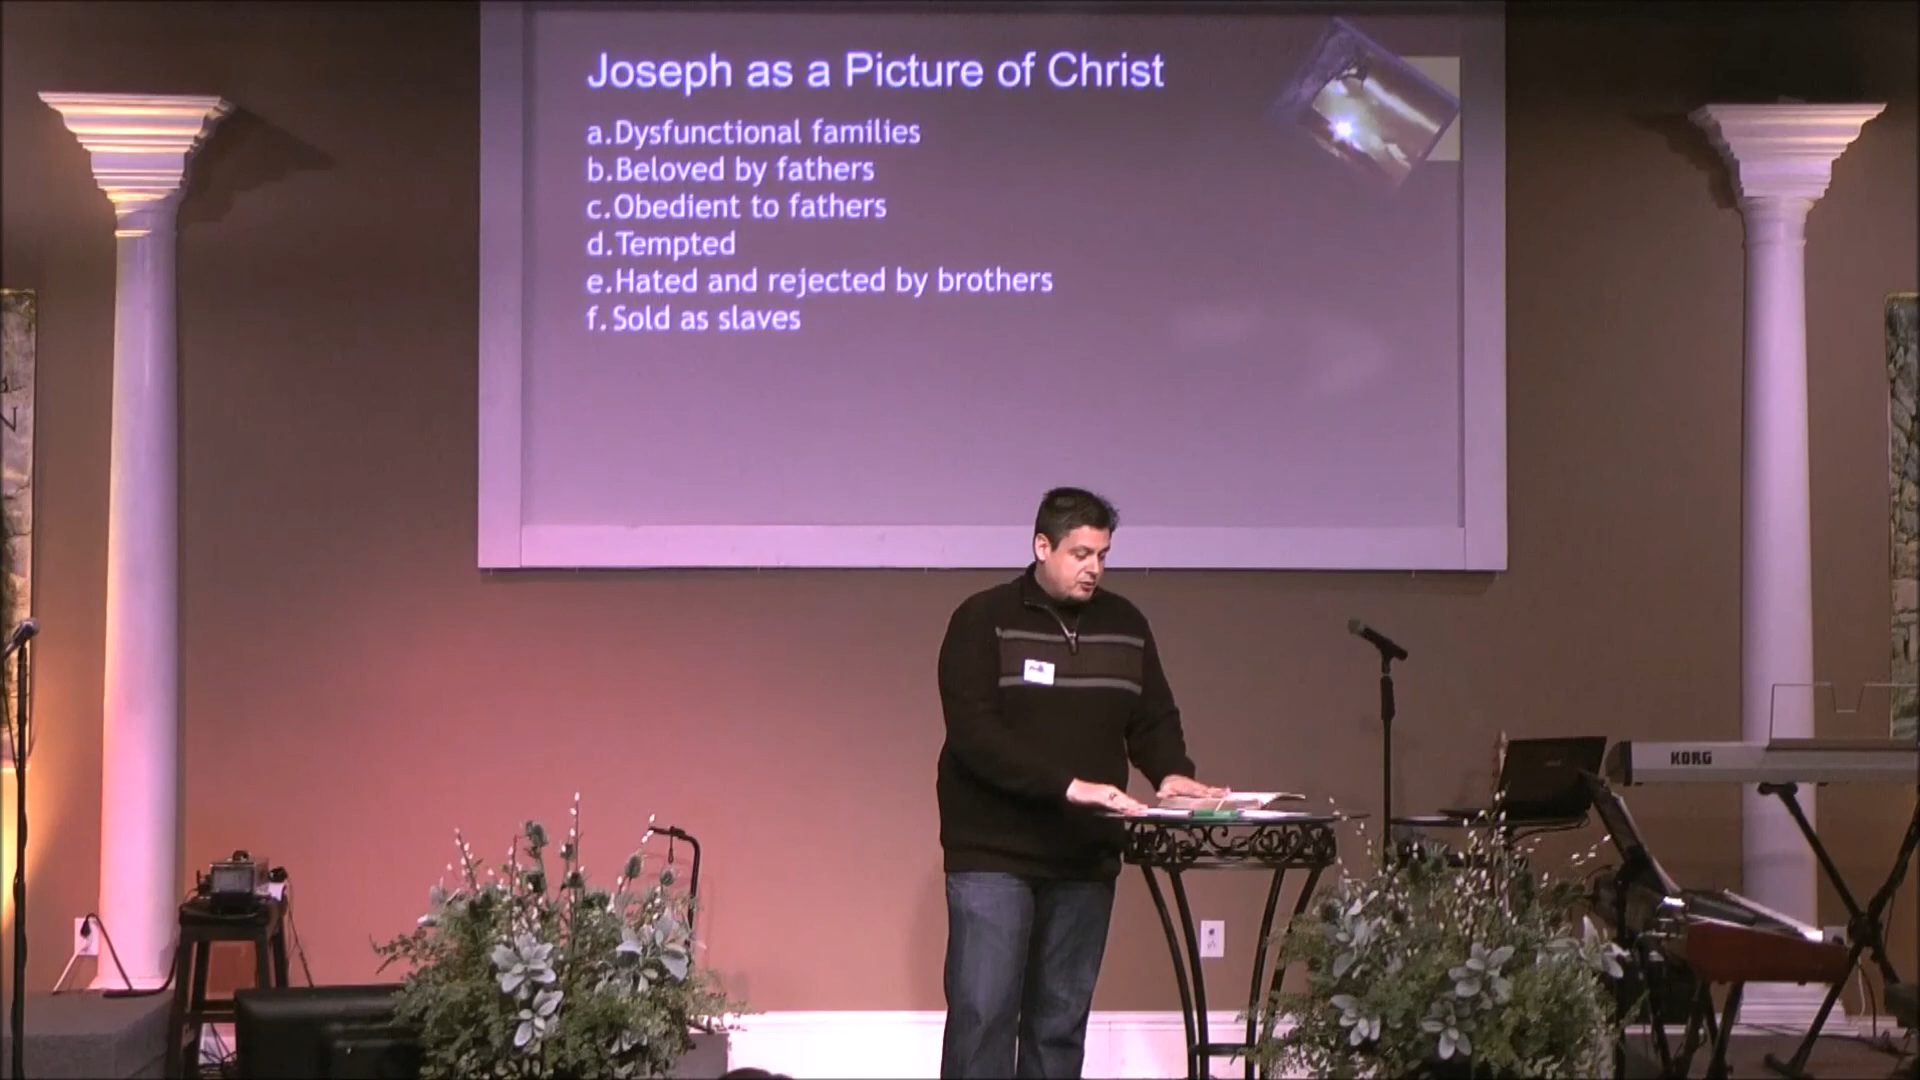 Joseph as a Picture of Christ
a.Dysfunctional families
b.Beloved by fathers
c.Obedient to fathers
d.Tempted
e.Hated and rejected by brothers
f.Sold as slaves
N
KORG